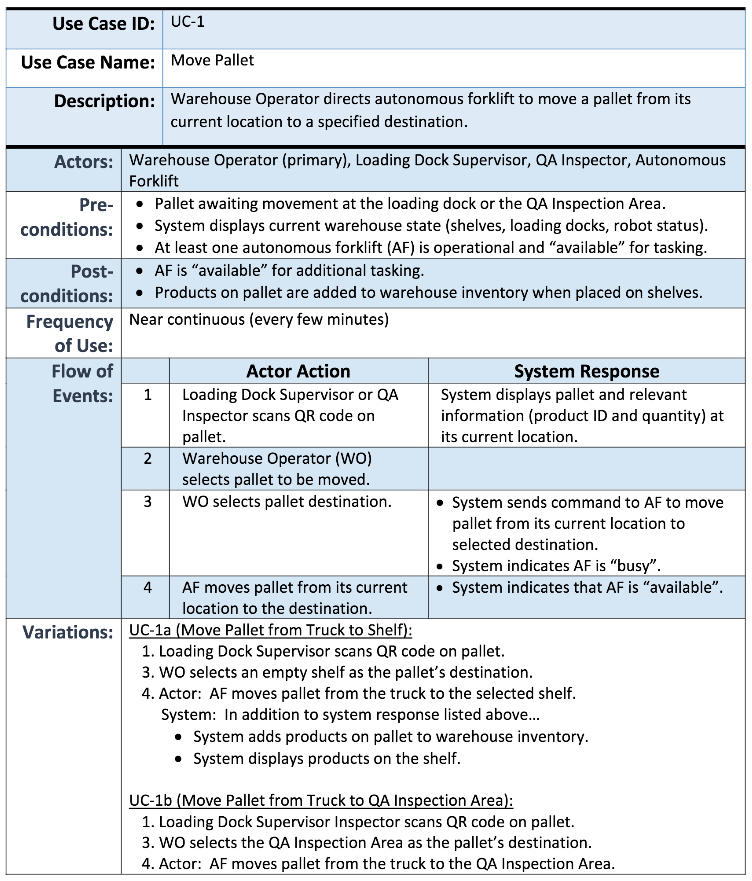 Use Case ID: UC-1
Use Case Name: Move Pallet
Description: Warehouse Operator directs autonomous forklift to move a pallet from its
current location to a specified destination.
Actors: Warehouse Operator (primary), Loading Dock Supervisor, QA Inspector, Autonomous
Forklift
Pre-
conditions:
• Pallet awaiting movement at the loading dock or the QA Inspection Area.
• System displays current warehouse state (shelves, loading docks, robot status).
• At least one autonomous forklift (AF) is operational and “available” for tasking.
Post-
conditions:
• AF is “available” for additional tasking.
• Products on pallet are added to warehouse inventory when placed on shelves.
Frequency
of Use:
Near continuous (every few minutes)
Flow of
Events:
Actor Action
System Response
1
Loading Dock Supervisor or QA
Inspector scans QR code on
pallet.
System displays pallet and relevant
information (product ID and quantity) at
its current location.
2
Warehouse Operator (WO)
selects pallet to be moved.
3
WO selects pallet destination.
• System sends command to AF to move
pallet from its current location to
selected destination.
• System indicates AF is “busy”.
4
AF moves pallet from its current
location to the destination.
• System indicates that AF is “available”.
Variations:
UC-1a (Move Pallet from Truck to Shelf):
1. Loading Dock Supervisor scans QR code on pallet.
3. WO selects an empty shelf as the pallet’s destination.
4. Actor: AF moves pallet from the truck to the selected shelf.
System: In addition to system response listed above…
• System adds products on pallet to warehouse inventory.
• System displays products on the shelf.
UC-1b (Move Pallet from Truck to QA Inspection Area):
1. Loading Dock Supervisor Inspector scans QR code on pallet.
3. WO selects the QA Inspection Area as the pallet’s destination.
4. Actor: AF moves pallet from the truck to the QA Inspection Area.